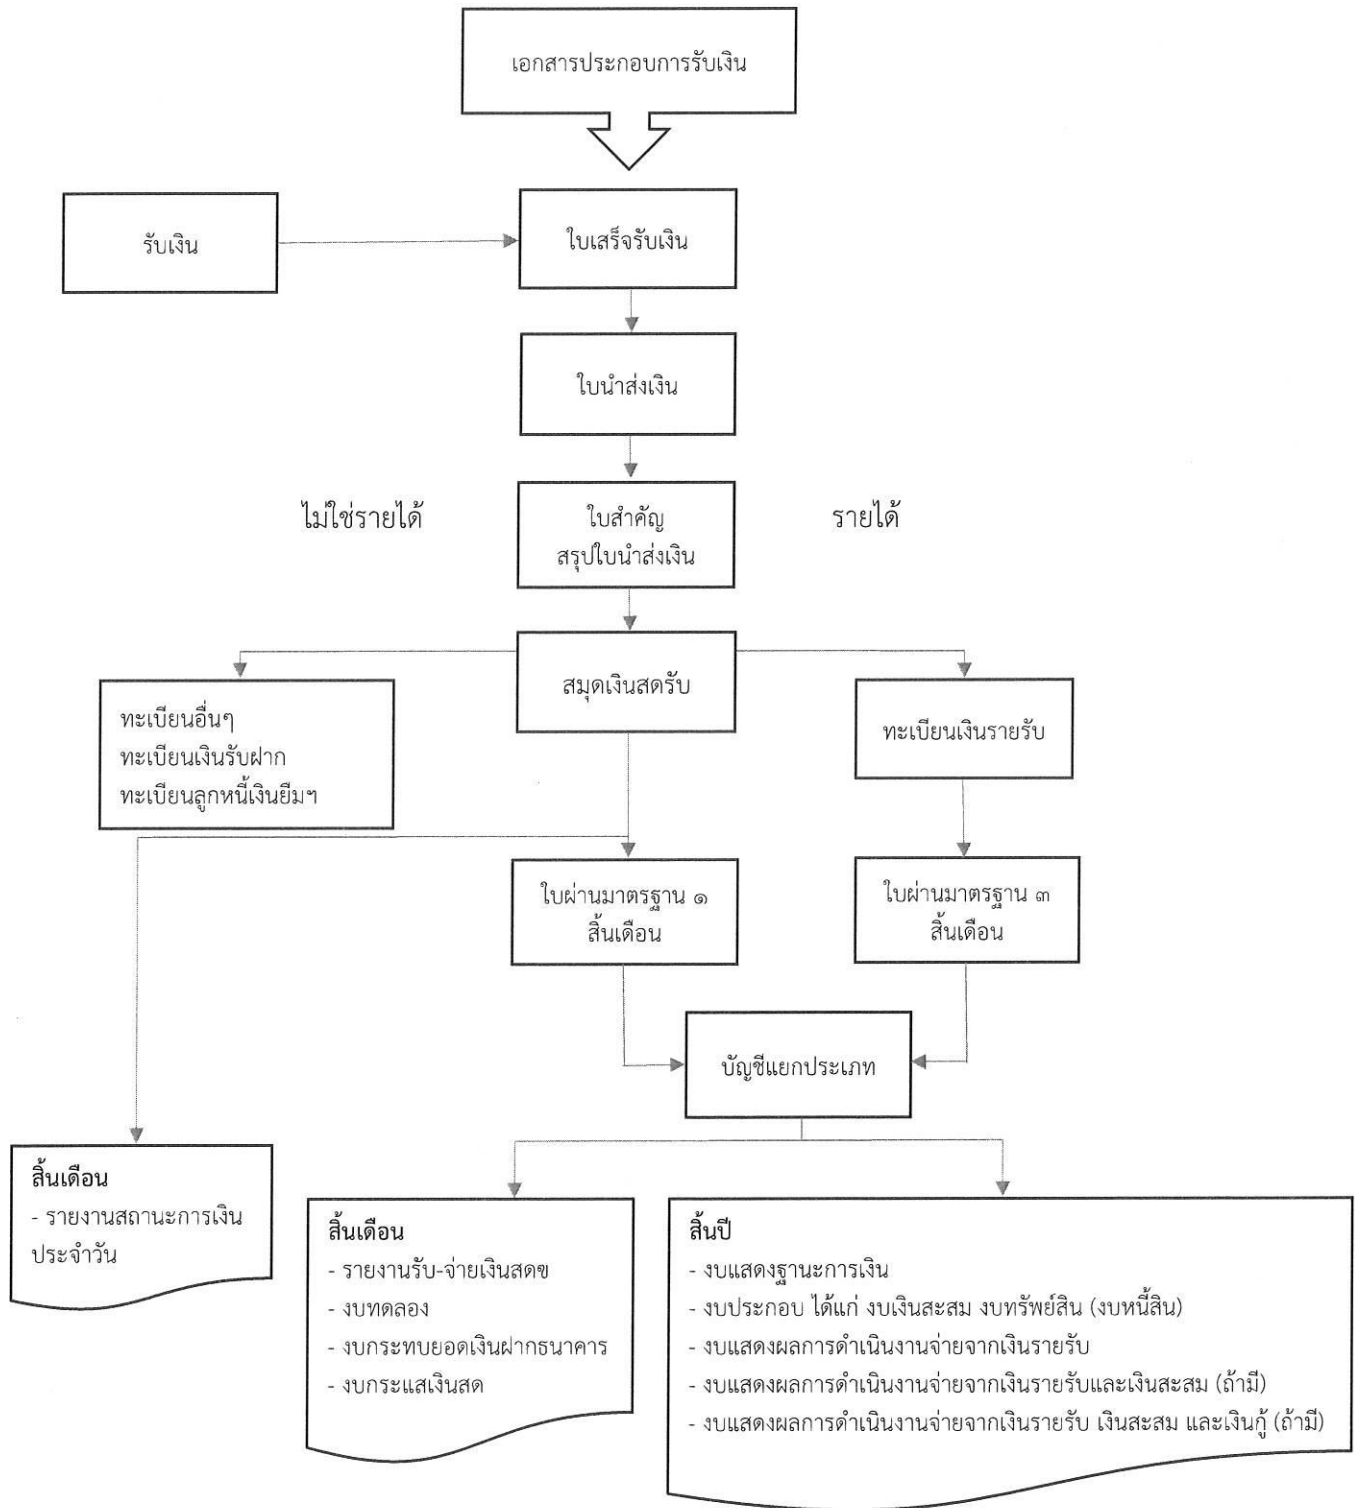 เอกสารประกอบการรับเงิน
รับเงิน
ใบเสร็จรับเงิน
ใบนำส่งเงิน
ไม่ใช่รายได้
ใบสำคัญ
สรุปใบนำส่งเงิน
รายได้
สมุดเงินสดรับ
ทะเบียนอื่นๆ
ทะเบียนเงินรับฝาก
ทะเบียนลูกหนี้เงินยืมฯ
ทะเบียนเงินรายรับ
ใบผ่านมาตรฐาน ๑
สิ้นเดือน
ใบผ่านมาตรฐาน ๓
สิ้นเดือน
บัญชีแยกประเภท
สิ้นเดือน
- รายงานสถานะการเงิน
ประจำวัน
สิ้นเดือน
- รายงานรับ-จ่ายเงินสดข
- งบทดลอง
- งบกระทบยอดเงินฝากธนาคาร
- งบกระแสเงินสด
สิ้นปี
- งบแสดงฐานะการเงิน
- งบประกอบ ได้แก่ งบเงินสะสม งบทรัพย์สิน (งบหนี้สิน)
- งบแสดงผลการดำเนินงานจ่ายจากเงินรายรับ
- งบแสดงผลการดำเนินงานจ่ายจากเงินรายรับและเงินสะสม (ถ้ามี)
- งบแสดงผลการดำเนินงานจ่ายจากเงินรายรับ เงินสะสม และเงินกู้ (ถ้ามี)